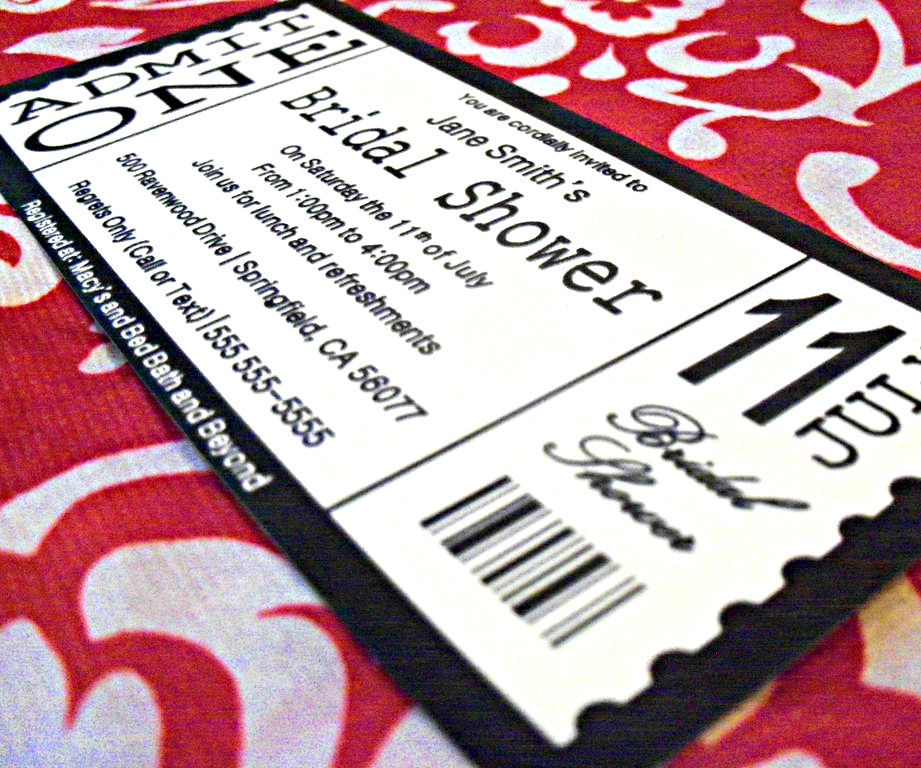 ADMIT
ONE
You are cordially invited to
Jane Smith's
Bridal Shower
On Saturday the 11th of July
From 1:00pm to 4:00pm
Join us for lunch and refreshments
500 Ravenwood Drive | Springfield, CA 56077
Regrets Only (Call or Text) | 555 555-5555
Registered at: Macy's and Bed Bath and Beyond
11
JULY
Bridal
Shower